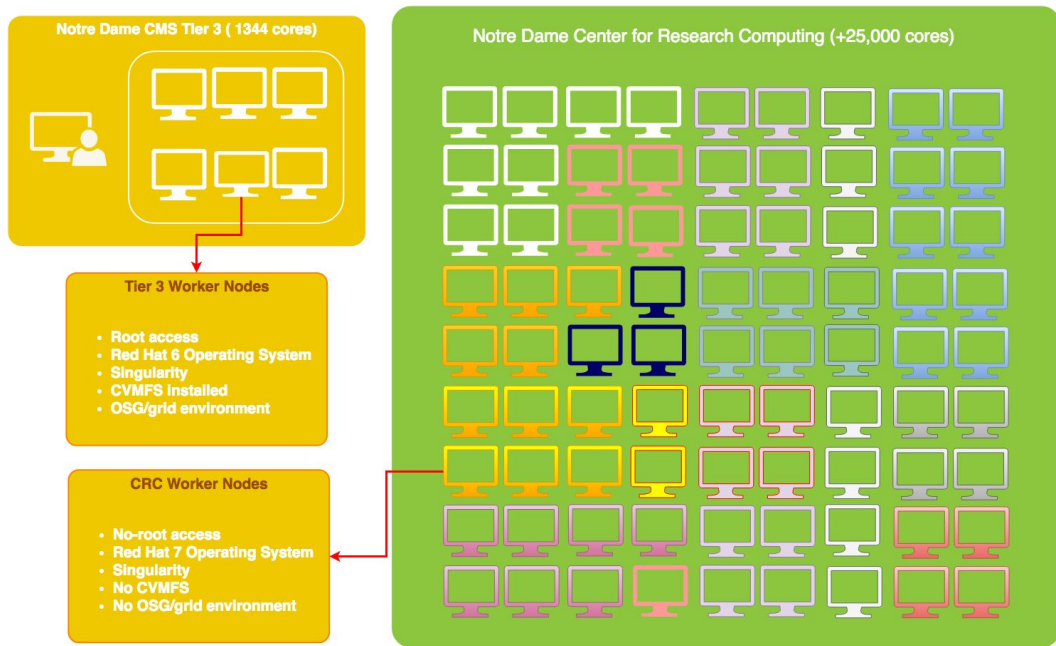 Notre Dame CMS Tier 3 ( 1344 cores)
Notre Dame Center for Research Computing (+25,000 cores)
Tier 3 Worker Nodes
• Root access
• Red Hat 6 Operating System
• Singularity
• CVMFS Installed
• OSG/grid environment
CRC Worker Nodes
• No-root access
• Red Hat 7 Operating System
• Singularity
• No CVMFS
• No OSG/grid environment